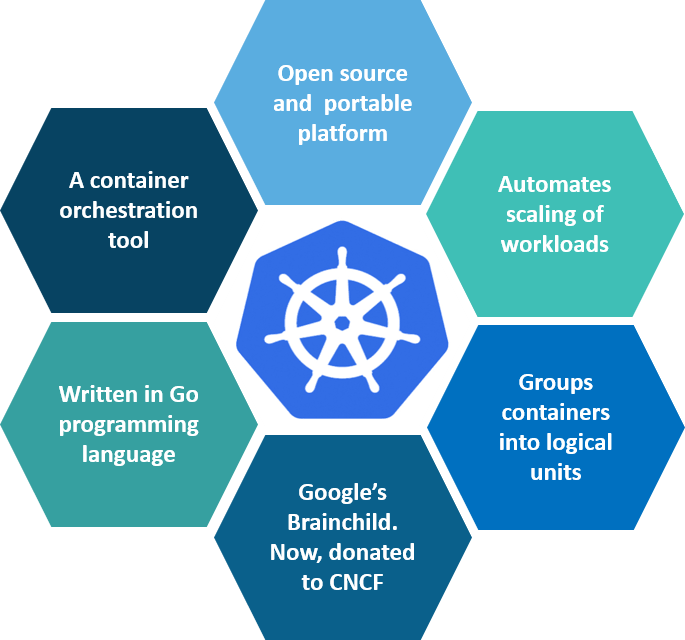 Open source
and portable
platform
A container
orchestration
tool
Automates
scaling of
workloads
Written in Go
programming
language
Groups
containers
into logical
units
Google’s
Brainchild.
Now, donated
to CNCF